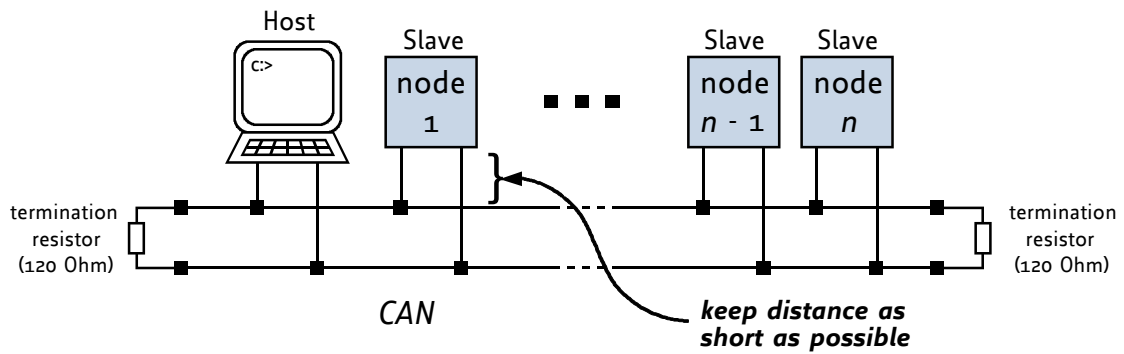 Host
c:>
Slave
node
1
Slave
node
n - 1
Slave
node
n
termination
resistor
(120 Ohm)
termination
resistor
(120 Ohm)
CAN
keep distance as
short as possible